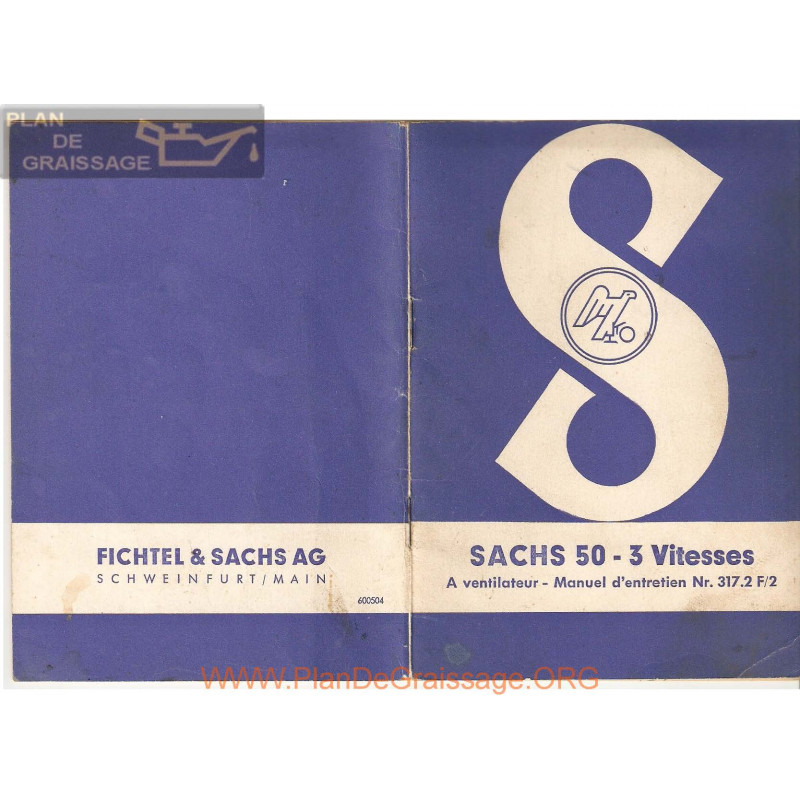 PLAN
DE
GRAISSAGE
FICHTEL & SACHS AG
SCHWEINFURT/MAIN
600504
S
SACHS 50 - 3 Vitesses
A ventilateur - Manuel d'entretien Nr. 317.2 F/2
www.PlanDeGraissage.ORG